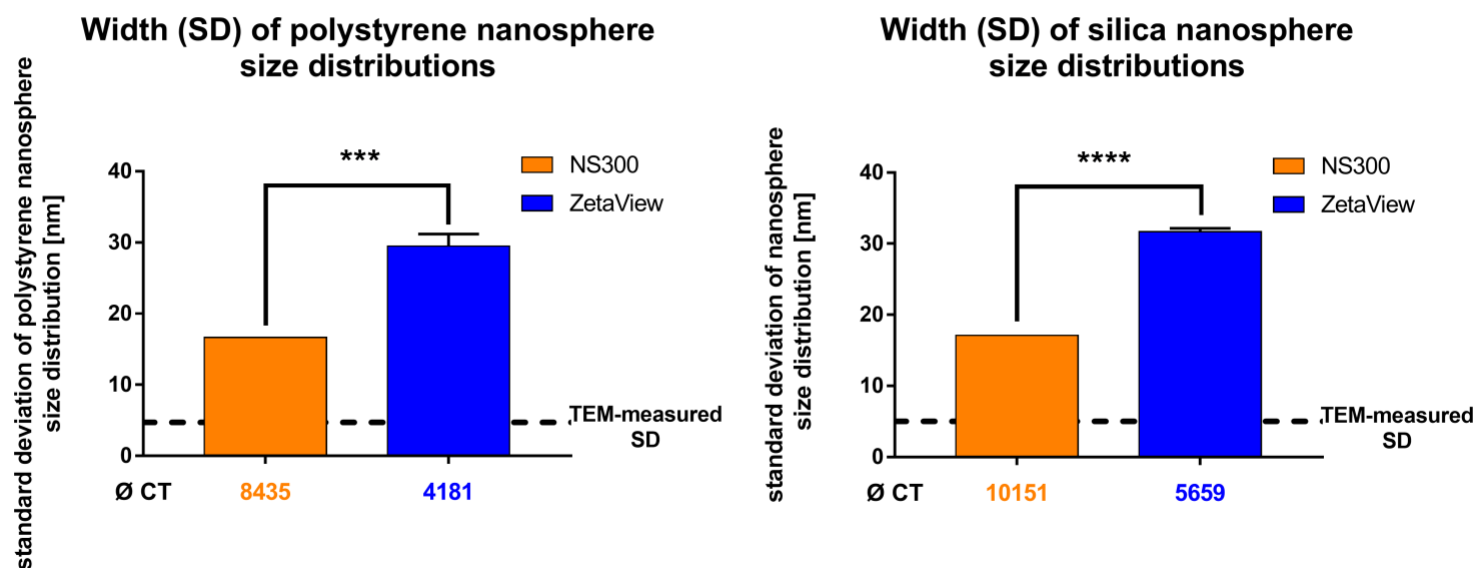 Width (SD) of polystyrene nanosphere
size distributions
standard deviation of polystyrene nanosphere
size distribution [nm]
40
30
20
10
0
***
NS300
ZetaView
TEM-measured
SD
Ø CT
8435
4181
Width (SD) of silica nanosphere
size distributions
standard deviation of nanosphere
size distribution [nm]
40
30
20
10
0
****
NS300
ZetaView
TEM-measured
SD
Ø CT
10151
5659